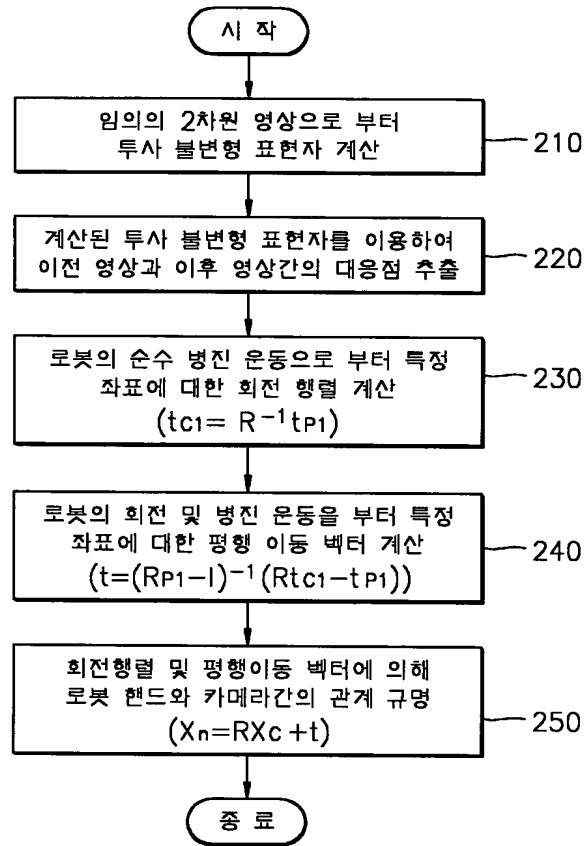 시 작
임의의 2차원 영상으로 부터
투사 불변형 표현자 계산
210
계산된 투사 불변형 표현자를 이용하여
이전 영상과 이후 영상간의 대응점 추출
220
로봇의 순수 병진 운동으로 부터 특정
좌표에 대한 회전 행렬 계산
(tC1= R⁻¹tP1)
230
로봇의 회전 및 병진 운동을 부터 특정
좌표에 대한 평행 이동 벡터 계산
(t=(RP1-I)⁻¹(RtC1-tP1))
240
회전행렬 및 평행이동 벡터에 의해
로봇 핸드와 카메라간의 관계 규명
(Xn=RXc+t)
250
종 료